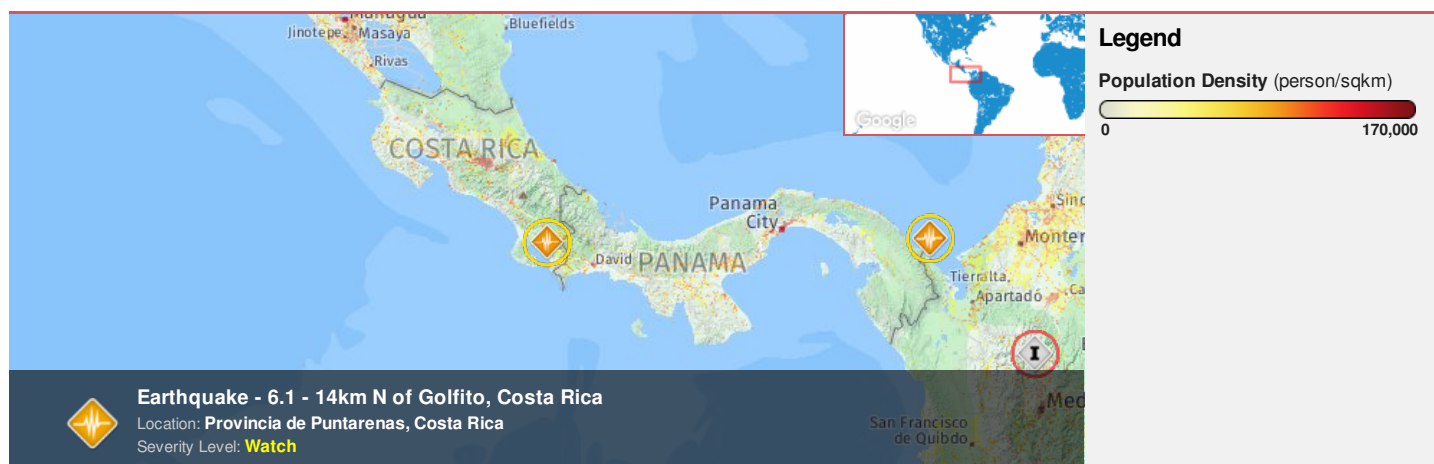 Managua
Bluefields
Jinotepe
Masaya
Rivas
COSTA RICA
Google
Panama
City
David
PANAMA
Monter
Tierralta
Apartadó
I
San Francisco
de Quibdo
Med
Earthquake - 6.1 - 14km N of Golfito, Costa Rica
Location: Provincia de Puntarenas, Costa Rica
Severity Level: Watch
Legend
Population Density (person/sqkm)
0
170,000